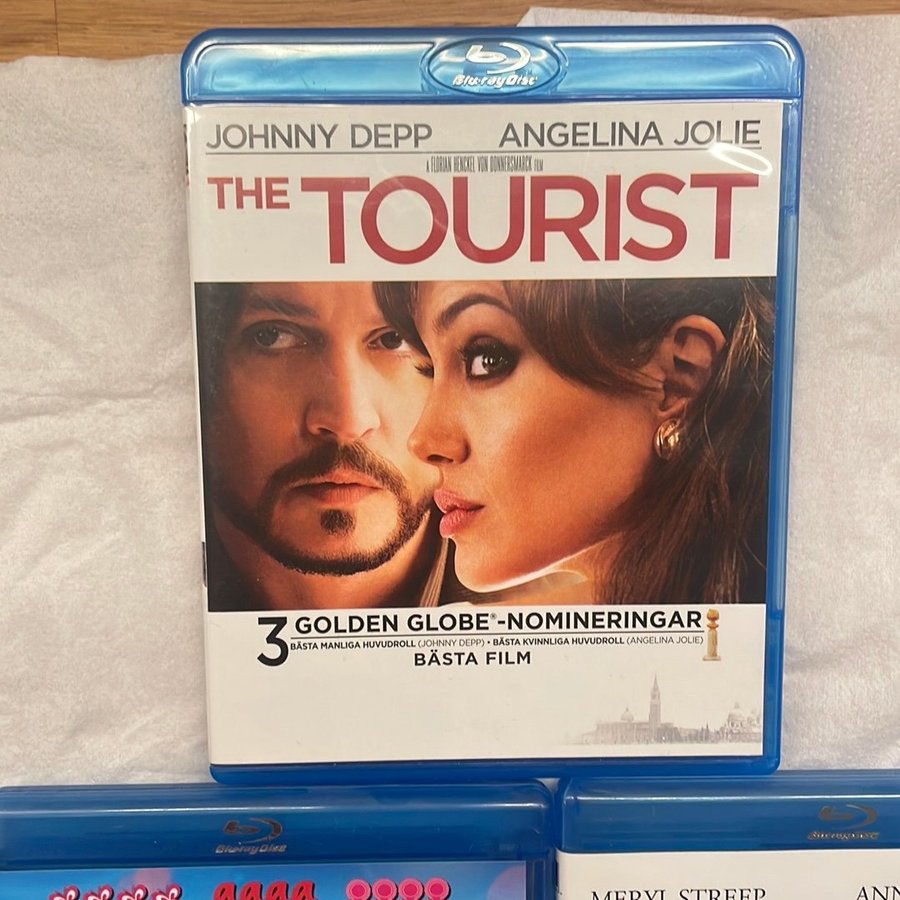 Blu-ray Disc
JOHNNY DEPP ANGELINA JOLIE
A FLORIAN HENCKEL VON DONNERSMARCK FILM
THE TOURIST
3 GOLDEN GLOBE®-NOMINERINGAR
BÄSTA MANLIGA HUVUDROLL (JOHNNY DEPP) • BÄSTA KVINNLIGA HUVUDROLL (ANGELINA JOLIE)
BÄSTA FILM
Blu-ray Disc
Blu-ray Disc
MERYL STREEP